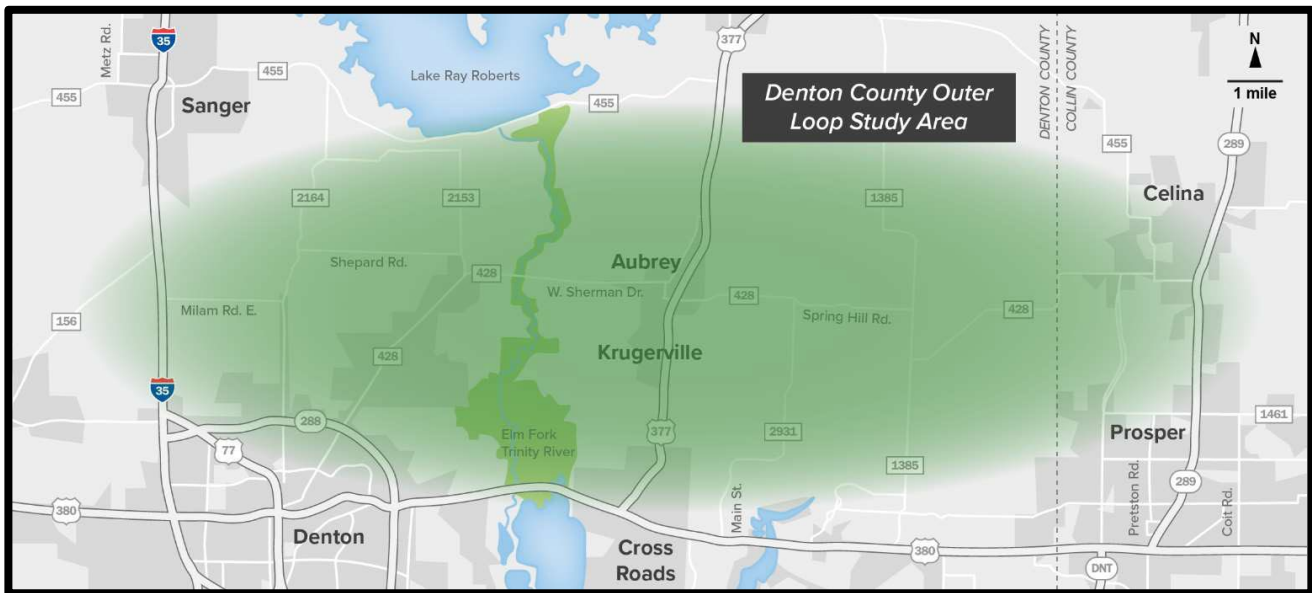 Metz Rd.
35
377
N
455
Lake Ray Roberts
Denton County Outer
Loop Study Area
DENTON COUNTY
COLLIN COUNTY
1 mile
455
Sanger
455
455
289
Celina
2164
2153
1385
Shepard Rd.
Aubrey
428
W. Sherman Dr.
428
Milam Rd. E.
Spring Hill Rd.
428
156
Krugerville
428
35
288
1461
377
2931
Prosper
Elm Fork
Trinity River
77
1385
Main St.
Pretston Rd.
289
Coit Rd.
380
Denton
Cross
Roads
380
DNT